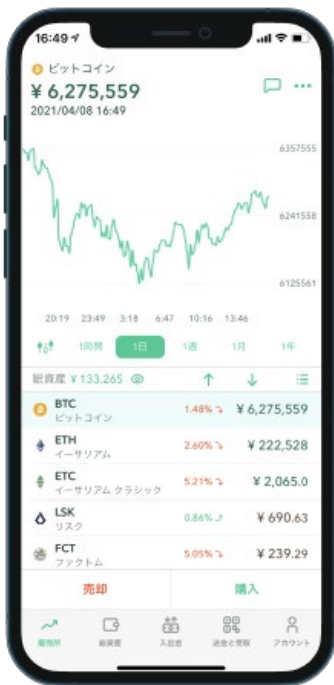 16:49
ビットコイン
¥ 6,275,559
2021/04/08 16:49
6357555
6241558
6125561
20:19 23:49 3:18 6:47 10:16 13:46
1時間 1日 1週 1月 1年
総資産 ¥ 133,265
BTC 1.48% ¥ 6,275,559
ビットコイン
ETH 2.60% ¥ 222,528
イーサリアム
ETC 5.21% ¥ 2,065.0
イーサリアム クラシック
LSK 0.86% ¥ 690.63
リスク
FCT 5.05% ¥ 239.29
ファクトム
売却 購入
販売所 総資産 入出金 送金と受取 アカウント